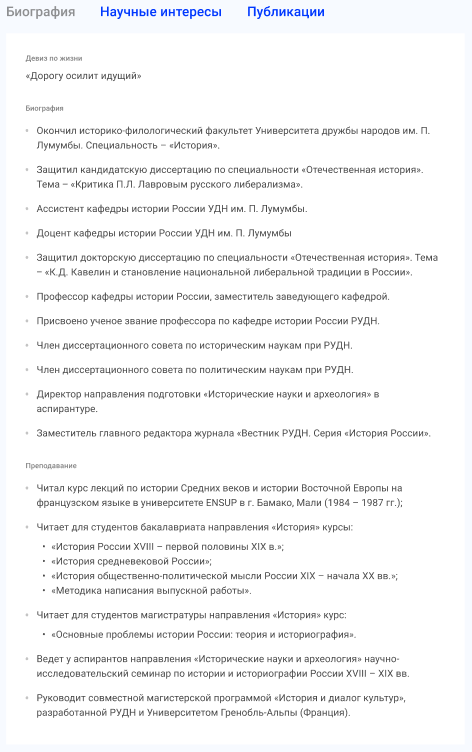 Биография Научные интересы Публикации
Девиз по жизни
«Дорогу осилит идущий»
Биография
Окончил историко-филологический факультет Университета дружбы народов им. П.
Лумумбы. Специальность – «История».
Защитил кандидатскую диссертацию по специальности «Отечественная история».
Тема – «Критика П.Л. Лавровым русского либерализма».
Ассистент кафедры истории России УДН им. П. Лумумбы.
Доцент кафедры истории России УДН им. П. Лумумбы
Защитил докторскую диссертацию по специальности «Отечественная история». Тема
– «К.Д. Кавелин и становление национальной либеральной традиции в России».
Профессор кафедры истории России, заместитель заведующего кафедрой.
Присвоено ученое звание профессора по кафедре истории России РУДН.
Член диссертационного совета по историческим наукам при РУДН.
Член диссертационного совета по политическим наукам при РУДН.
Директор направления подготовки «Исторические науки и археология» в
аспирантуре.
Заместитель главного редактора журнала «Вестник РУДН. Серия «История России».
Преподавание
Читал курс лекций по истории Средних веков и истории Восточной Европы на
французском языке в университете ENSUP в г. Бамако, Мали (1984 – 1987 гг.);
Читает для студентов бакалавриата направления «История» курсы:
• «История России XVIII – первой половины XIX в.»;
• «История средневековой России»;
• «История общественно-политической мысли России XIX – начала XX вв.»;
• «Методика написания выпускной работы».
Читает для студентов магистратуры направления «История» курс:
• «Основные проблемы истории России: теория и историография».
Ведет у аспирантов направления «Исторические науки и археология» научно-
исследовательский семинар по истории и историографии России XVIII – XIX вв.
Руководит совместной магистерской программой «История и диалог культур»,
разработанной РУДН и Университетом Гренобль-Альпы (Франция).